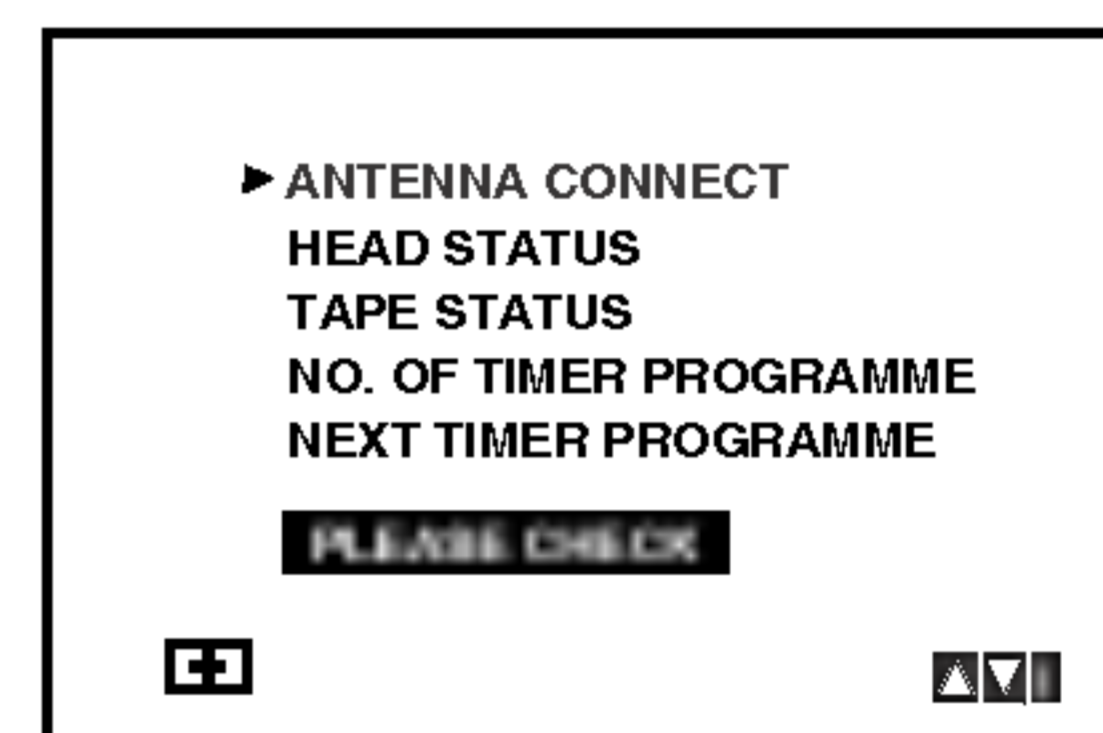 ANTENNA CONNECT
HEAD STATUS
TAPE STATUS
NO. OF TIMER PROGRAMME
NEXT TIMER PROGRAMME
PLEASE CHECK